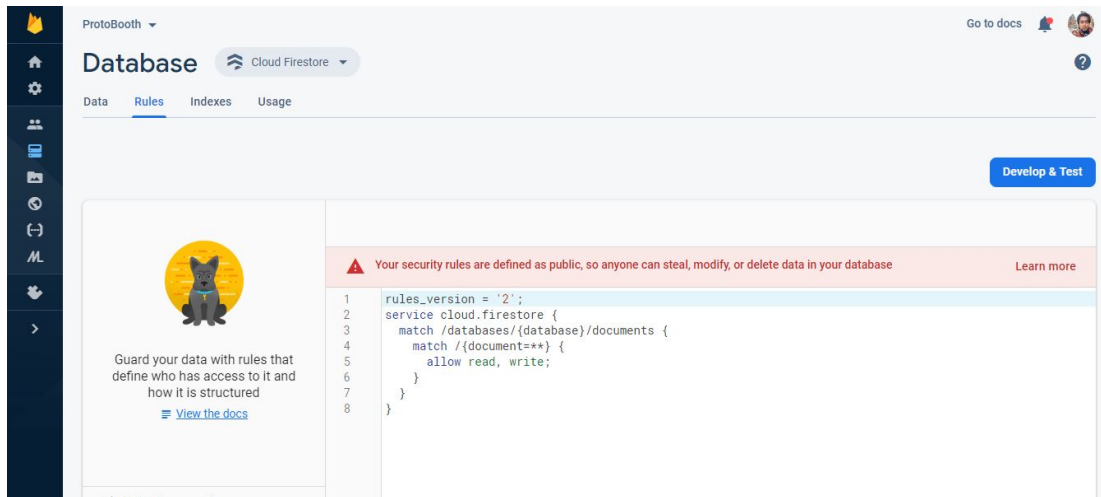 ProtoBooth
Go to docs
Database
Cloud Firestore
Data Rules Indexes Usage
Develop & Test
Your security rules are defined as public, so anyone can steal, modify, or delete data in your database
Learn more
1 rules_version = '2';
2 service cloud.firestore {
3 match /databases/{database}/documents {
4 match /{document=**} {
5 allow read, write;
6 }
7 }
8 }
Guard your data with rules that
define who has access to it and
how it is structured
View the docs